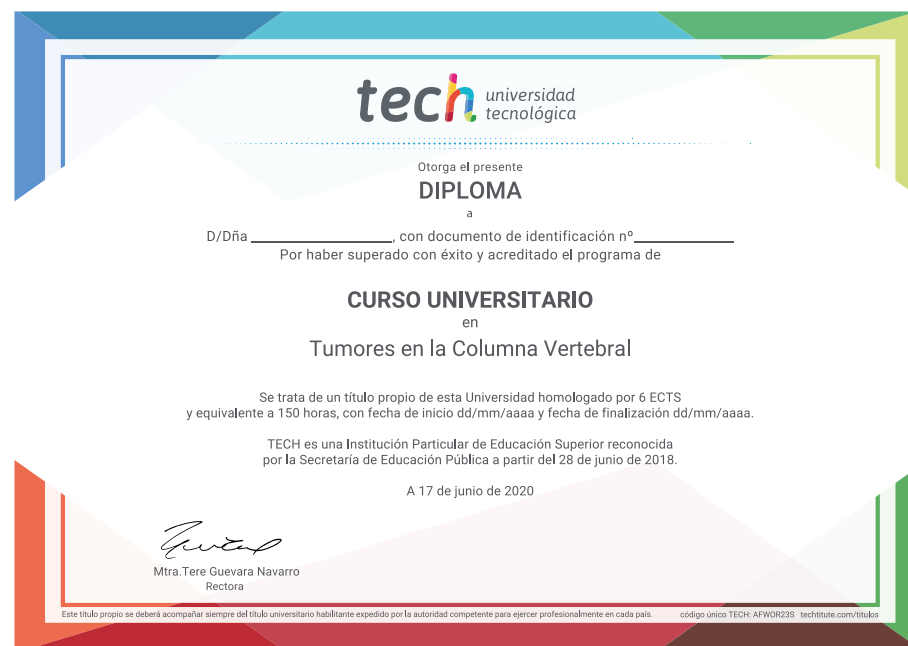 tech universidad
tecnológica
Otorga el presente
DIPLOMA
a
D/Dña ________________, con documento de identificación nº___________
Por haber superado con éxito y acreditado el programa de
CURSO UNIVERSITARIO
en
Tumores en la Columna Vertebral
Se trata de un título propio de esta Universidad homologado por 6 ECTS
y equivalente a 150 horas, con fecha de inicio dd/mm/aaaa y fecha de finalización dd/mm/aaaa.
TECH es una Institución Particular de Educación Superior reconocida
por la Secretaría de Educación Pública a partir del 28 de junio de 2018.
A 17 de junio de 2020
Mtra.Tere Guevara Navarro
Rectora
Este título propio se deberá acompañar siempre del título universitario habilitante expedido por la autoridad competente para ejercer profesionalmente en cada país. código único TECH: AFWOR23S techtitute.com/titulos